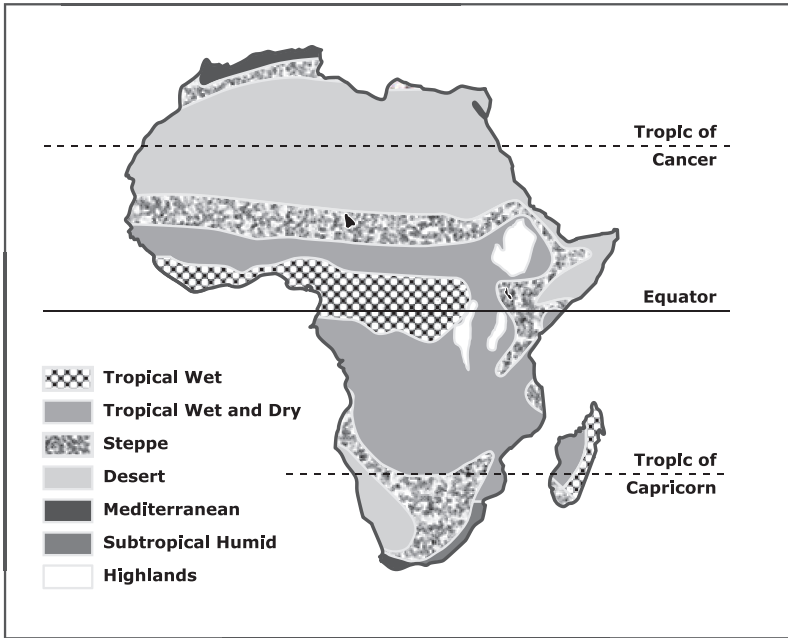 Tropic of
Cancer
Equator
Tropical Wet
Tropical Wet and Dry
Steppe
Desert
Mediterranean
Subtropical Humid
Highlands
Tropic of
Capricorn